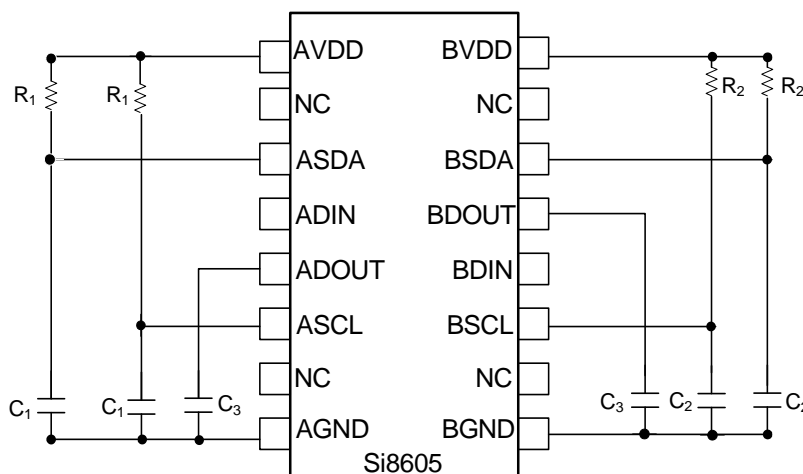 AVDD BVDD
R1 R1 R2 R2
NC NC
ASDA BSDA
ADIN BDOUT
ADOUT BDIN
ASCL BSCL
NC NC
C1 C1 C3 C3 C2 C2
AGND BGND
Si8605